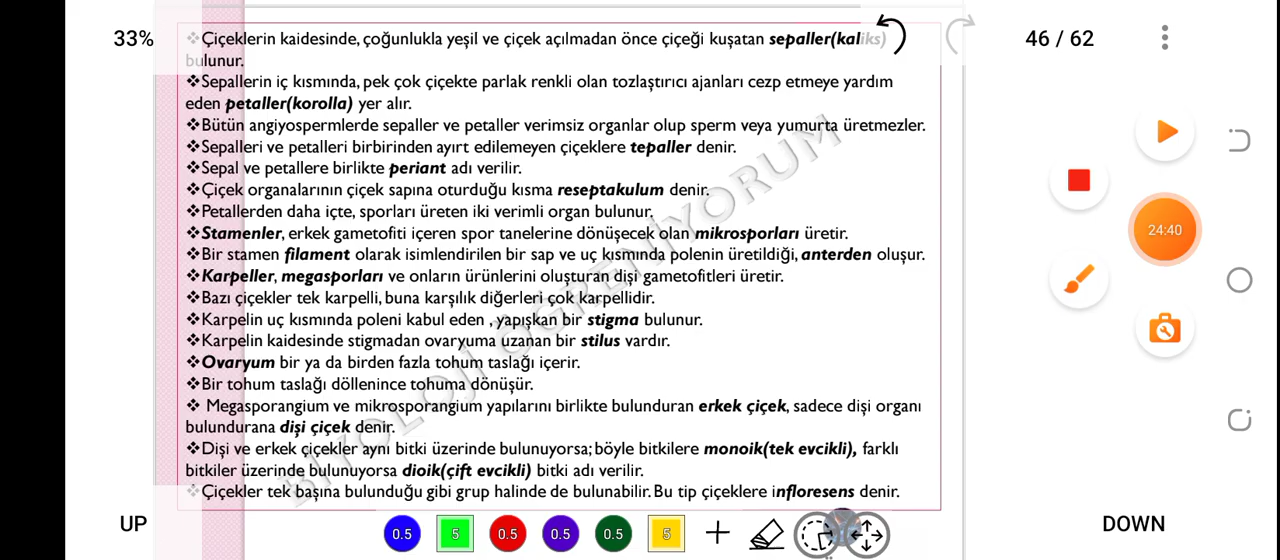 33%
46 / 62
❖Çiçeklerin kaidesinde, çoğunlukla yeşil ve çiçek açılmadan önce çiçeği kuşatan sepaller(kaliks)
bulunur.
❖Sepallerin iç kısmında, pek çok çiçekte parlak renkli olan tozlaştırıcı ajanları cezp etmeye yardım
eden petaller(korolla) yer alır.
❖Bütün angiyospermlerde sepaller ve petaller verimsiz organlar olup sperm veya yumurta üretmezler.
❖Sepalleri ve petalleri birbirinden ayırt edilemeyen çiçeklere tepaller denir.
❖Sepal ve petallere birlikte periant adı verilir.
❖Çiçek organalarının çiçek sapına oturduğu kısma reseptakulum denir.
❖Petallerden daha içte, sporları üreten iki verimli organ bulunur.
❖Stamenler, erkek gametofiti içeren spor tanelerine dönüşecek olan mikrosporları üretir.
❖Bir stamen filament olarak isimlendirilen bir sap ve uç kısmında polenin üretildiği, anterden oluşur.
❖Karpeller, megasporları ve onların ürünlerini oluşturan dişi gametofitleri üretir.
❖Bazı çiçekler tek karpelli, buna karşılık diğerleri çok karpellidir.
❖Karpelin uç kısmında poleni kabul eden , yapışkan bir stigma bulunur.
❖Karpelin kaidesinde stigmadan ovaryuma uzanan bir stilus vardır.
❖Ovaryum bir ya da birden fazla tohum taslağı içerir.
❖Bir tohum taslağı döllenince tohuma dönüşür.
❖ Megasporangium ve mikrosporangium yapılarını birlikte bulunduran erkek çiçek, sadece dişi organı
bulundurana dişi çiçek denir.
❖Dişi ve erkek çiçekler aynı bitki üzerinde bulunuyorsa; böyle bitkilere monoik(tek evcikli), farklı
bitkiler üzerinde bulunuyorsa dioik(çift evcikli) bitki adı verilir.
❖Çiçekler tek başına bulunduğu gibi grup halinde de bulunabilir. Bu tip çiçeklere infloresens denir.
BİYOLOJİ ÖĞRENİYORUM
24:40
UP
0.5
5
0.5
0.5
0.5
5
DOWN